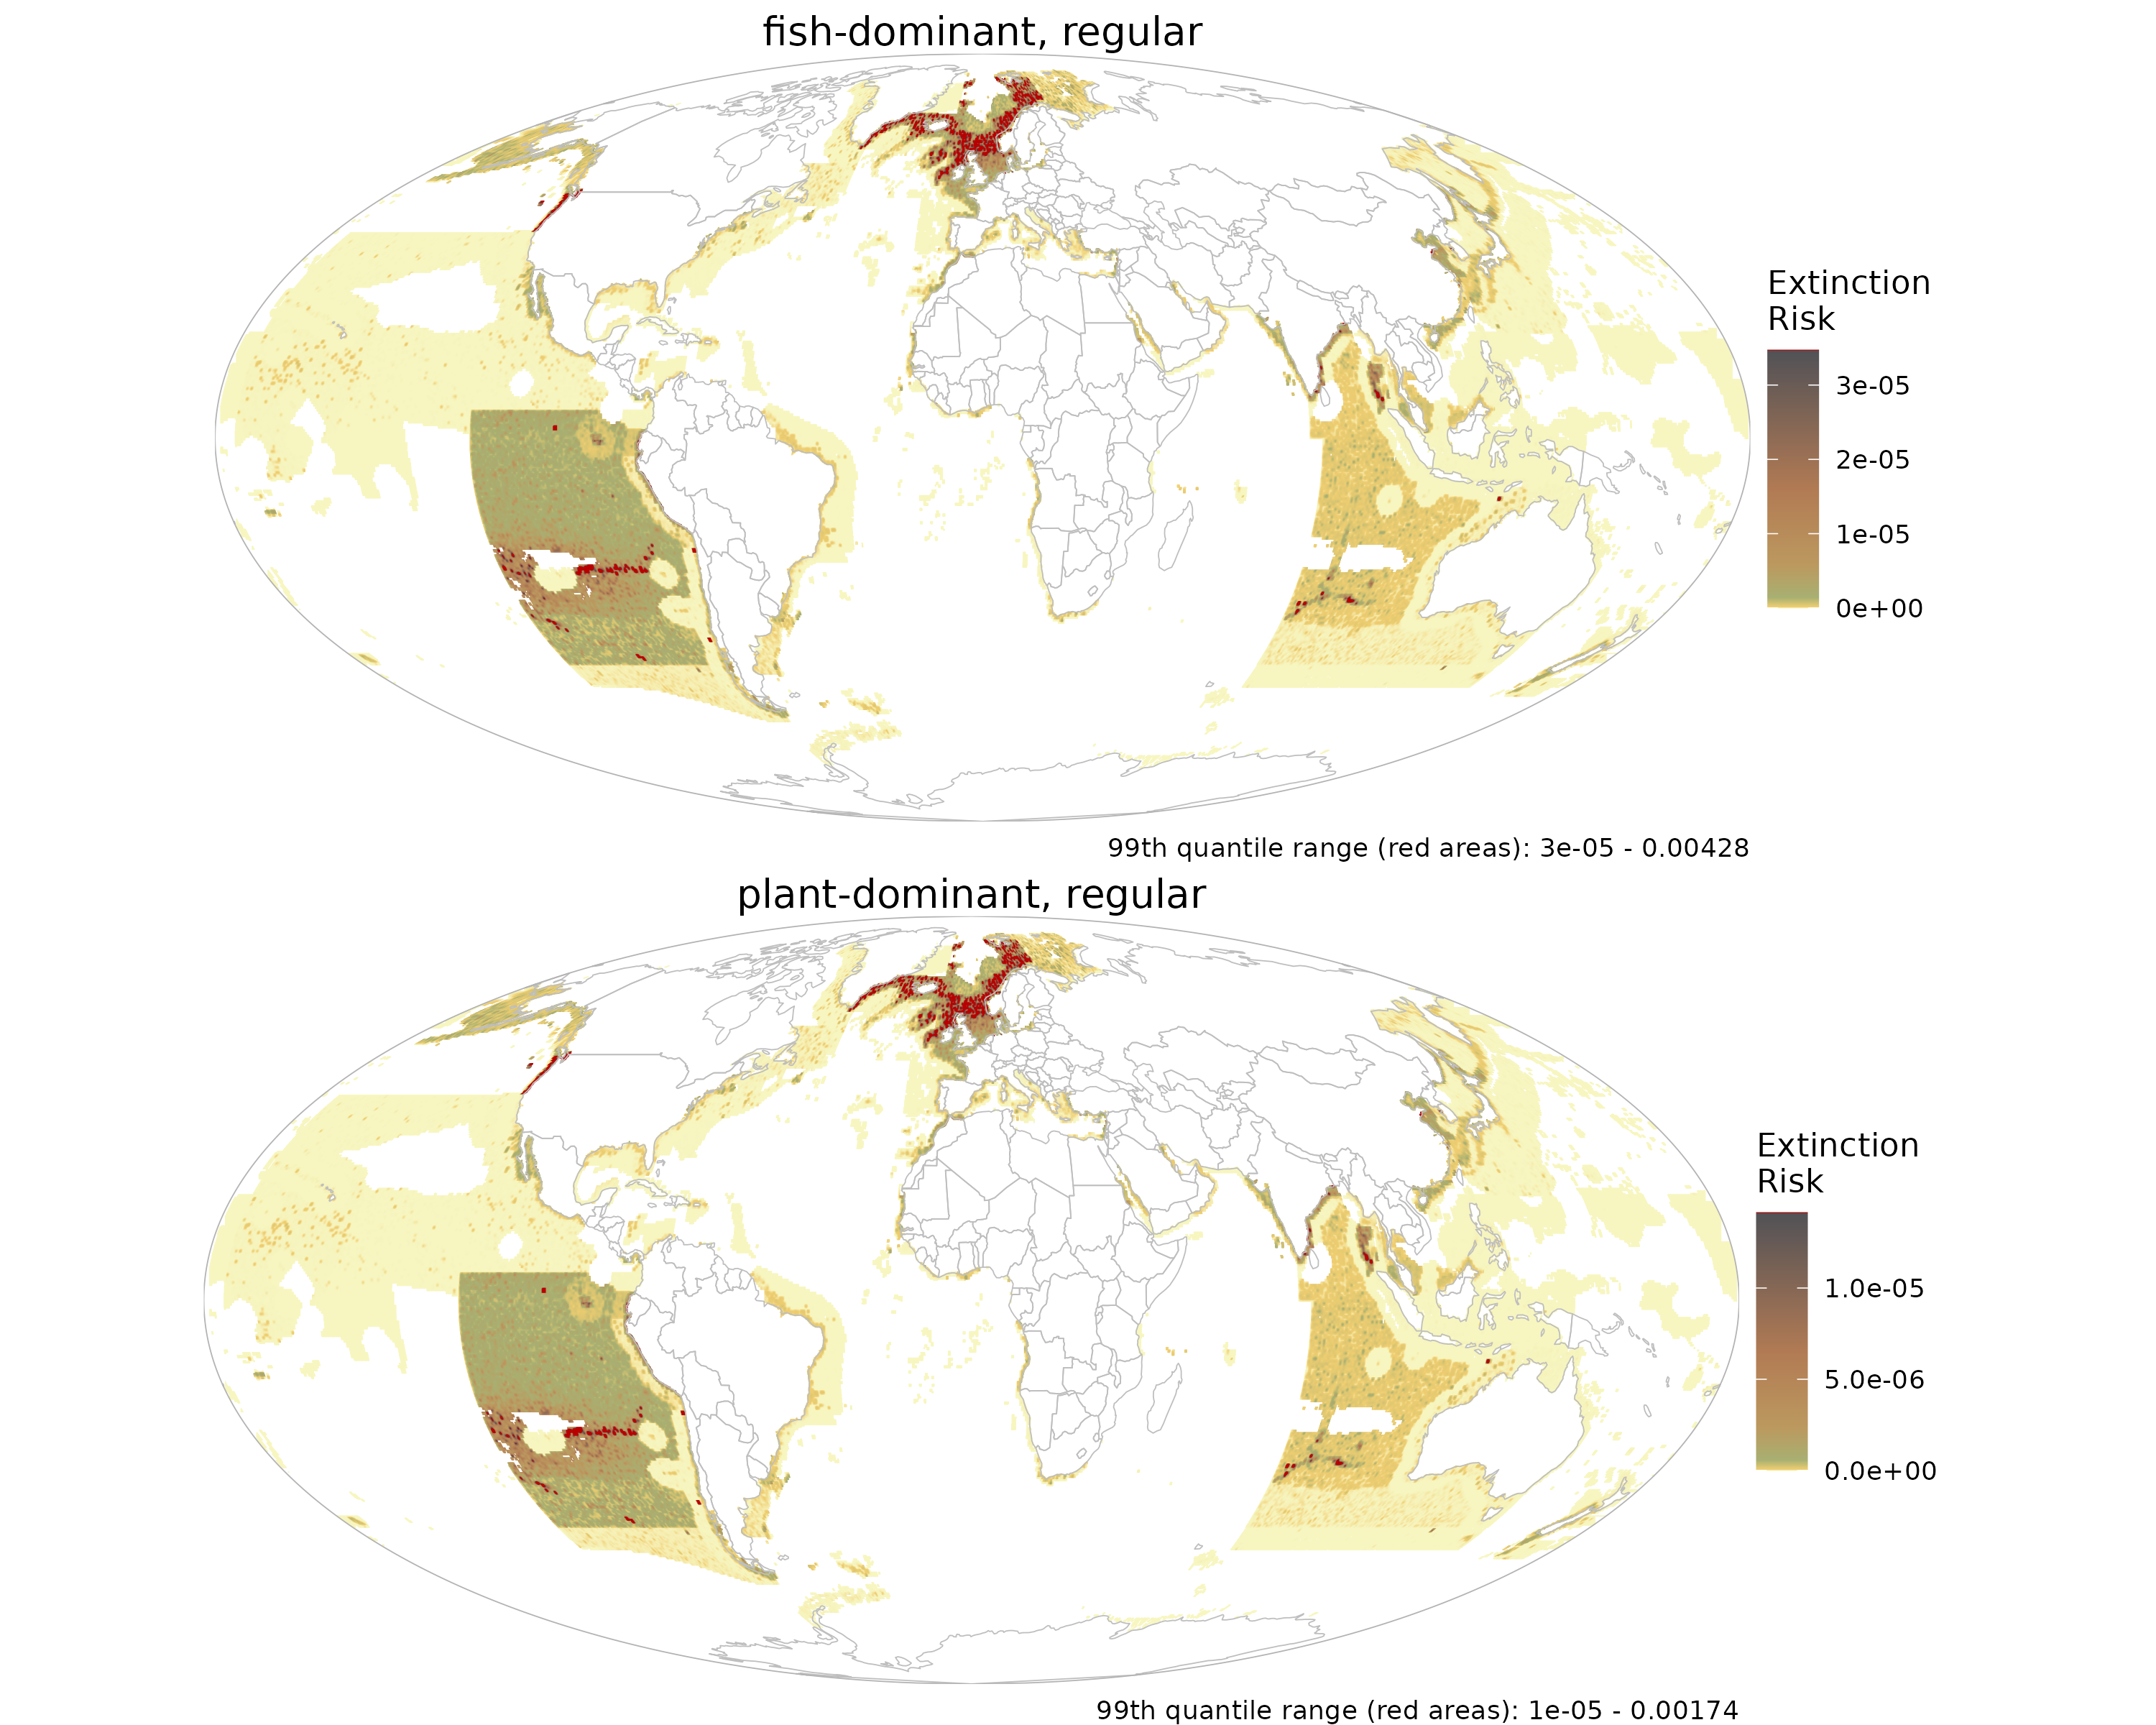 fish-dominant, regular
Extinction
Risk
3e-05
2e-05
1e-05
0e+00
99th quantile range (red areas): 3e-05 - 0.00428
plant-dominant, regular
Extinction
Risk
1.0e-05
5.0e-06
0.0e+00
99th quantile range (red areas): 1e-05 - 0.00174